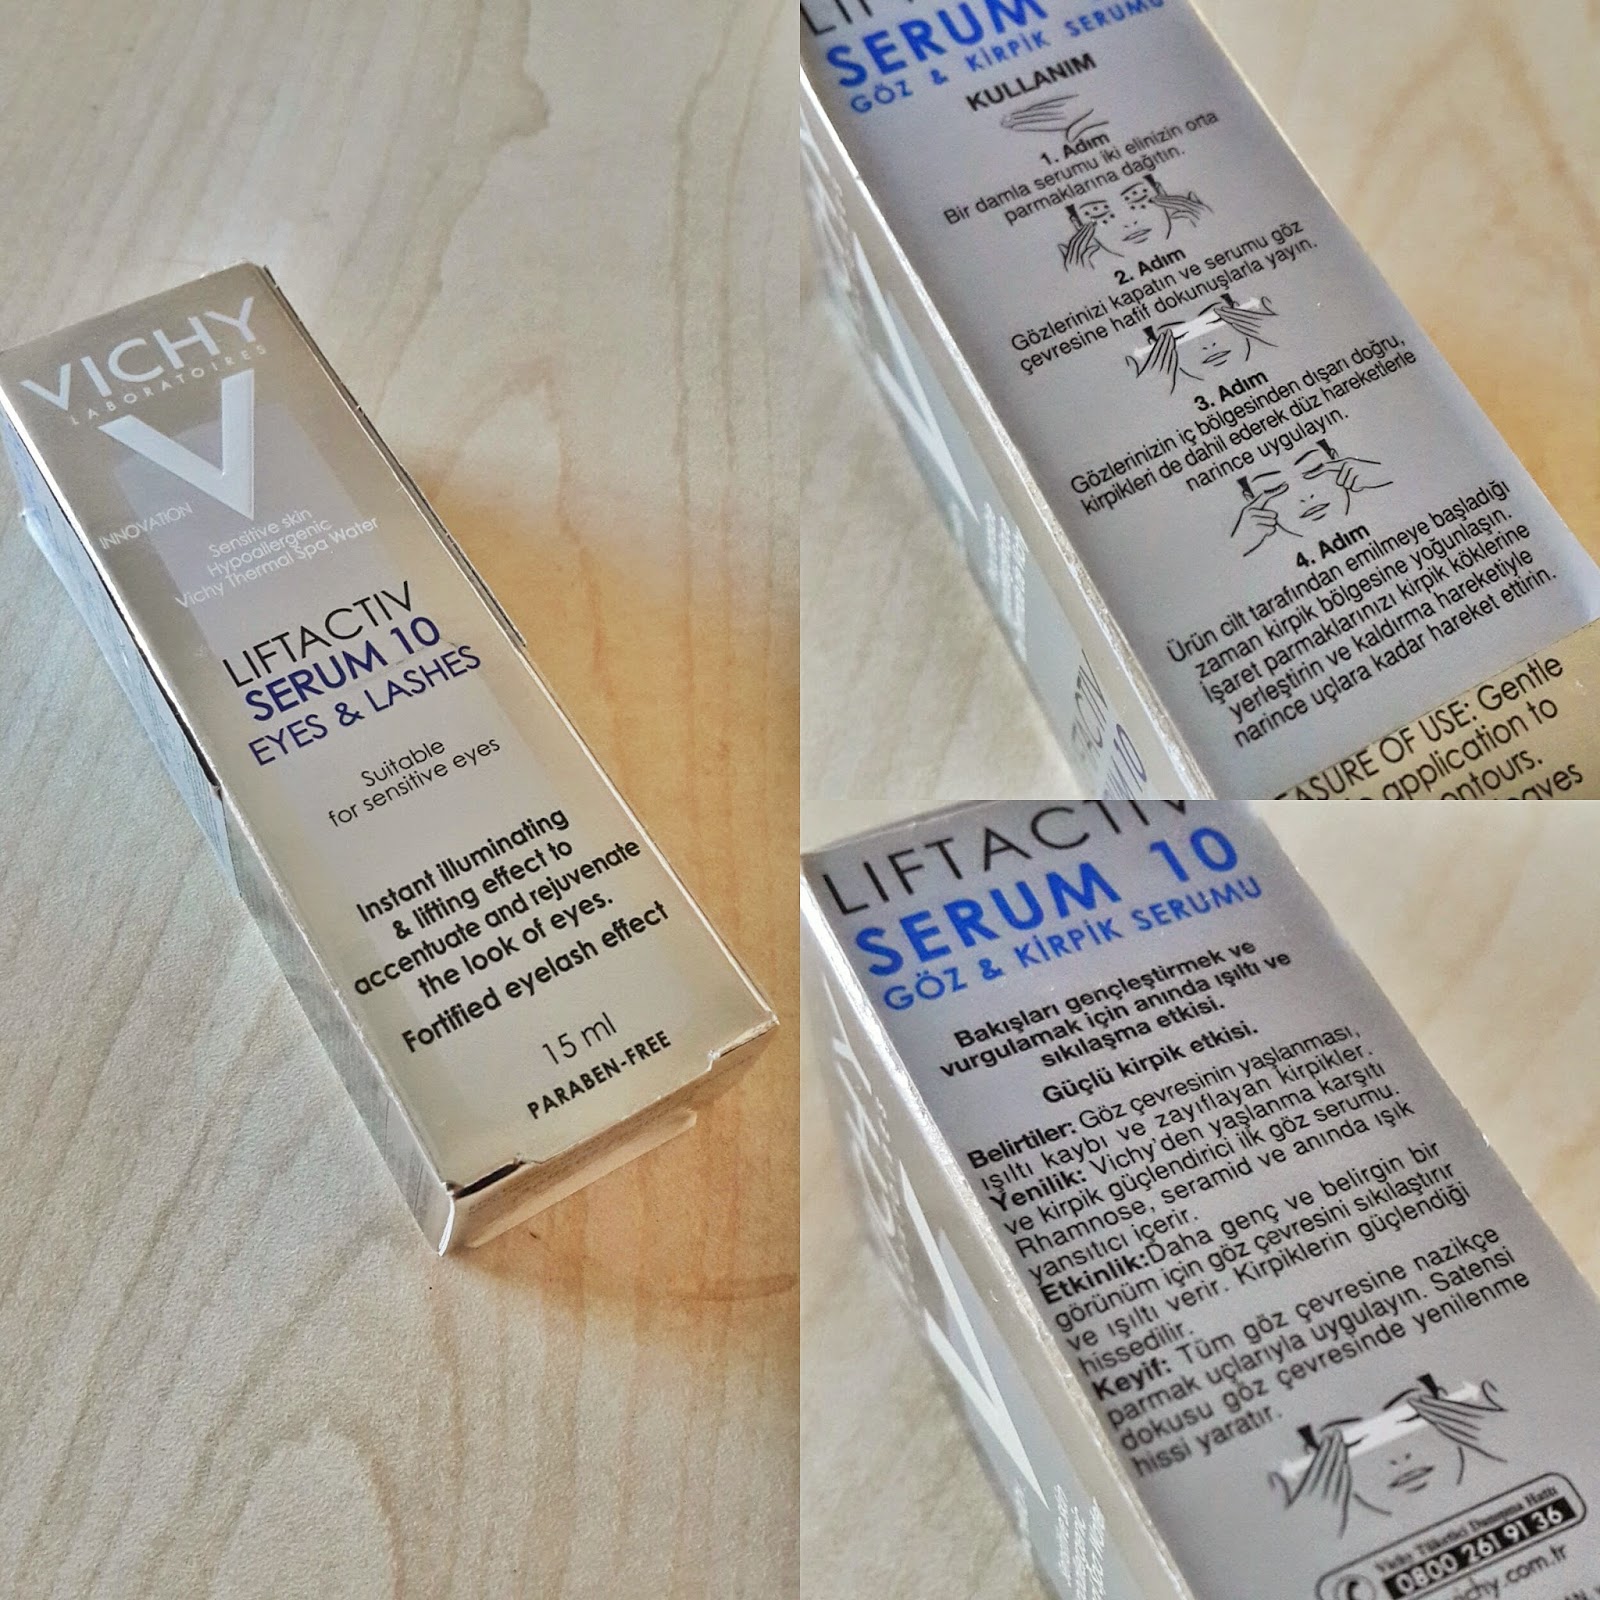 VICHY
LABORATOIRES
INNOVATION
Sensitive skin
Hypoallergenic
Vichy Thermal Spa Water
LIFTACTIV
SERUM 10
EYES & LASHES
Suitable
for sensitive eyes
Instant illuminating
& lifting effect to
accentuate and rejuvenate
the look of eyes.
Fortified eyelash effect
15 ml
PARABEN-FREE
SERUM
GÖZ & KİRPİK SERUMU
KULLANIM
1. Adım
Bir damla serumu iki elinizin orta
parmaklarına dağıtın.
2. Adım
Gözlerinizi kapatın ve serumu göz
çevresine hafif dokunuşlarla yayın.
3. Adım
Gözlerinizin iç bölgesinden dışarı doğru,
kirpikleri de dahil ederek düz hareketlerle
narince uygulayın.
4. Adım
Ürün cilt tarafından emilmeye başladığı
zaman kirpik bölgesine yoğunlaşın.
İşaret parmaklarınızı kirpik köklerine
yerleştirin ve kaldırma hareketiyle
narince uçlara kadar hareket ettirin.
OF USE: Gentle
application to
LIFTACTIV
SERUM 10
GÖZ & KİRPİK SERUMU
Bakışları gençleştirmek ve
vurgulamak için anında ışıltı ve
sıkılaşma etkisi.
Güçlü kirpik etkisi.
Belirtiler: Göz çevresinin yaşlanması,
ışıltı kaybı ve zayıflayan kirpikler.
Yenilik: Vichy'den yaşlanma karşıtı
ve kirpik güçlendirici ilk göz serumu.
Rhamnose, seramid ve anında ışık
yansıtıcı içerir.
Etkinlik:Daha genç ve belirgin bir
görünüm için göz çevresini sıkılaştırır
ve ışıltı verir. Kirpiklerin güçlendiği
hissedilir.
Keyif: Tüm göz çevresine nazikçe
parmak uçlarıyla uygulayın. Satensi
dokusu göz çevresinde yenilenme
hissi yaratır.
Vichy Tüketici Danışma Hattı
0800 261 91 36